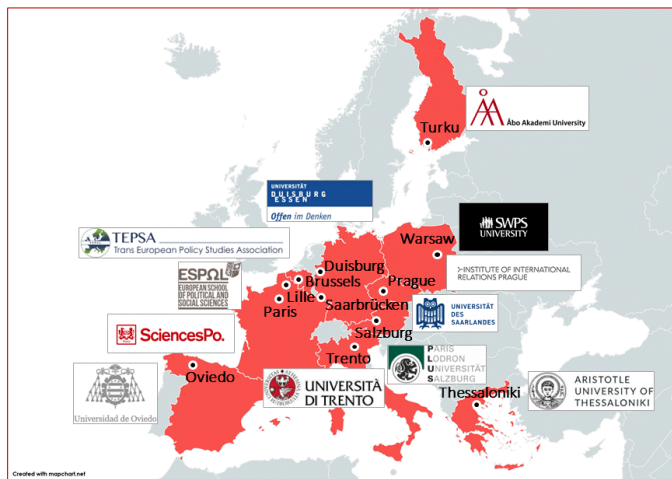 Turku
Åbo Akademi University
UNIVERSITÄT
DUISBURG
ESSEN
Offen im Denken
SWPS
UNIVERSITY
TEPSA
Trans European Policy Studies Association
Warsaw
INSTITUTE OF INTERNATIONAL
RELATIONS PRAGUE
ESPOL
EUROPEAN SCHOOL
OF POLITICAL AND
SOCIAL SCIENCES
Duisburg
Brussels
Prague
Lille
Paris
Saarbrücken
UNIVERSITÄT
DES
SAARLANDES
SciencesPo.
Salzburg
Trento
PARIS
LODRON
UNIVERSITÄT
SALZBURG
PLUS
Oviedo
Universidad de Oviedo
UNIVERSITÀ
DI TRENTO
Thessaloniki
ARISTOTLE
UNIVERSITY OF
THESSALONIKI
Created with mapchart.net